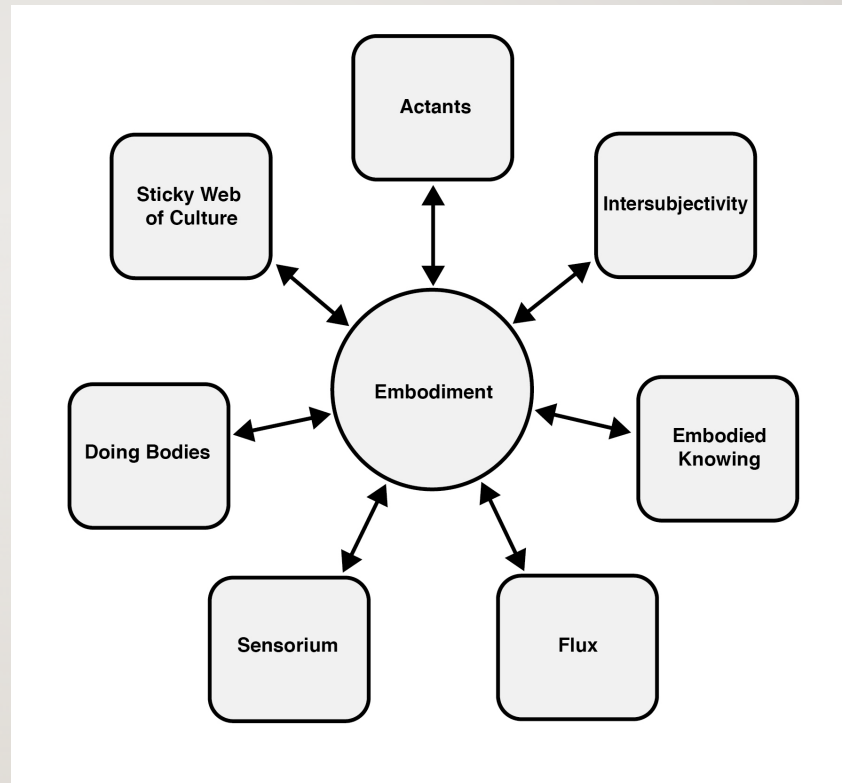 Actants
Sticky Web
of Culture
Intersubjectivity
Embodiment
Doing Bodies
Embodied
Knowing
Sensorium
Flux